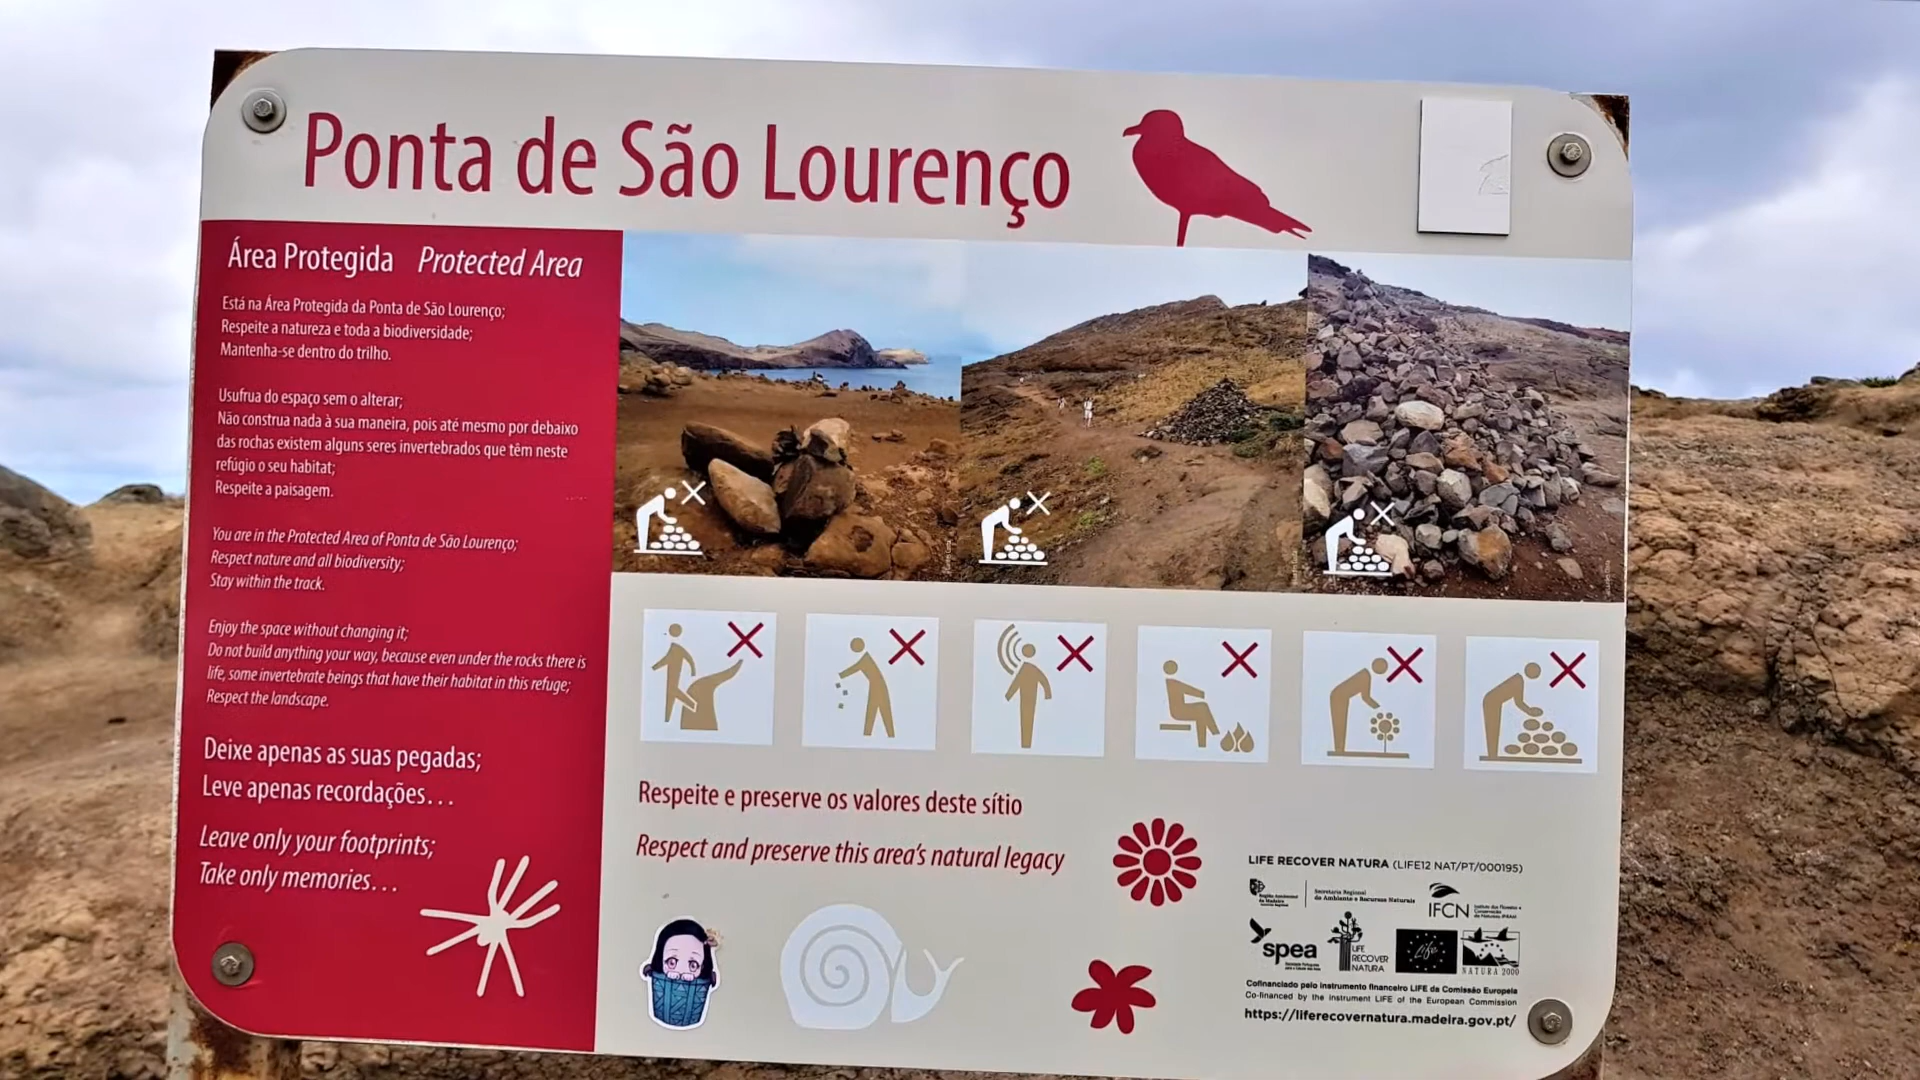 Ponta de São Lourenço
Área Protegida Protected Area
Está na Área Protegida da Ponta de São Lourenço;
Respeite a natureza e toda a biodiversidade;
Mantenha-se dentro do trilho.
Usufrua do espaço sem o alterar;
Não construa nada à sua maneira, pois até mesmo por debaixo
das rochas existem alguns seres invertebrados que têm neste
refúgio o seu habitat;
Respeite a paisagem.
You are in the Protected Area of Ponta de São Lourenço;
Respect nature and all biodiversity;
Stay within the track.
Enjoy the space without changing it;
Do not build anything your way, because even under the rocks there is
life, some invertebrate beings that have their habitat in this refuge;
Respect the landscape.
Deixe apenas as suas pegadas;
Leve apenas recordações...
Leave only your footprints;
Take only memories...
Respeite e preserve os valores deste sítio
Respect and preserve this area's natural legacy
LIFE RECOVER NATURA (LIFE12 NAT/PT/000195)
Secretaria Regional
do Ambiente e Recursos Naturais
IFCN
spea
LIFE
RECOVER
NATURA
Life
NATURA 2000
Cofinanciado pelo instrumento financeiro LIFE da Comissão Europeia
Co-financed by the instrument LIFE of the European Commission
https://liferecovernatura.madeira.gov.pt/